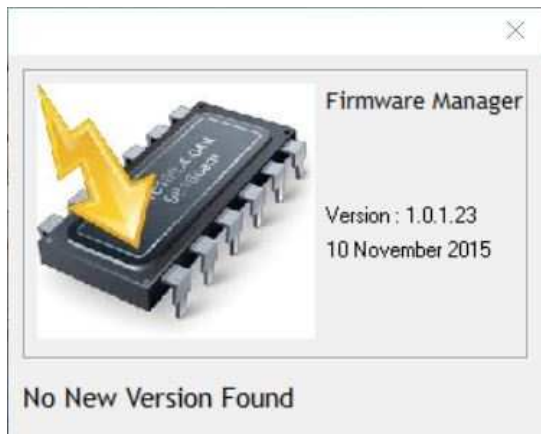 Firmware Manager
Version : 1.0.1.23
10 November 2015
No New Version Found